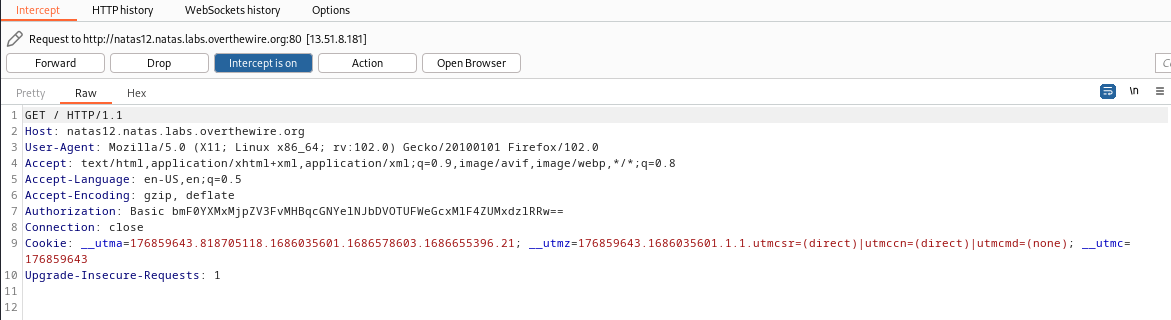 Intercept HTTP history WebSockets history Options
Request to http://natas12.natas.labs.overthewire.org:80 [13.51.8.181]
Forward Drop Intercept is on Action Open Browser
Pretty Raw Hex \n
1 GET / HTTP/1.1
2 Host: natas12.natas.labs.overthewire.org
3 User-Agent: Mozilla/5.0 (X11; Linux x86_64; rv:102.0) Gecko/20100101 Firefox/102.0
4 Accept: text/html,application/xhtml+xml,application/xml;q=0.9,image/avif,image/webp,*/*;q=0.8
5 Accept-Language: en-US,en;q=0.5
6 Accept-Encoding: gzip, deflate
7 Authorization: Basic bmF0YXMxMjpZV3FvMHBqcGNYelNJbDVOTUFWeGcxMlF4ZUMxdzlRRw==
8 Connection: close
9 Cookie: __utma=176859643.818705118.1686035601.1686578603.1686655396.21; __utmz=176859643.1686035601.1.1.utmcsr=(direct)|utmccn=(direct)|utmcmd=(none); __utmc=
176859643
10 Upgrade-Insecure-Requests: 1
11
12